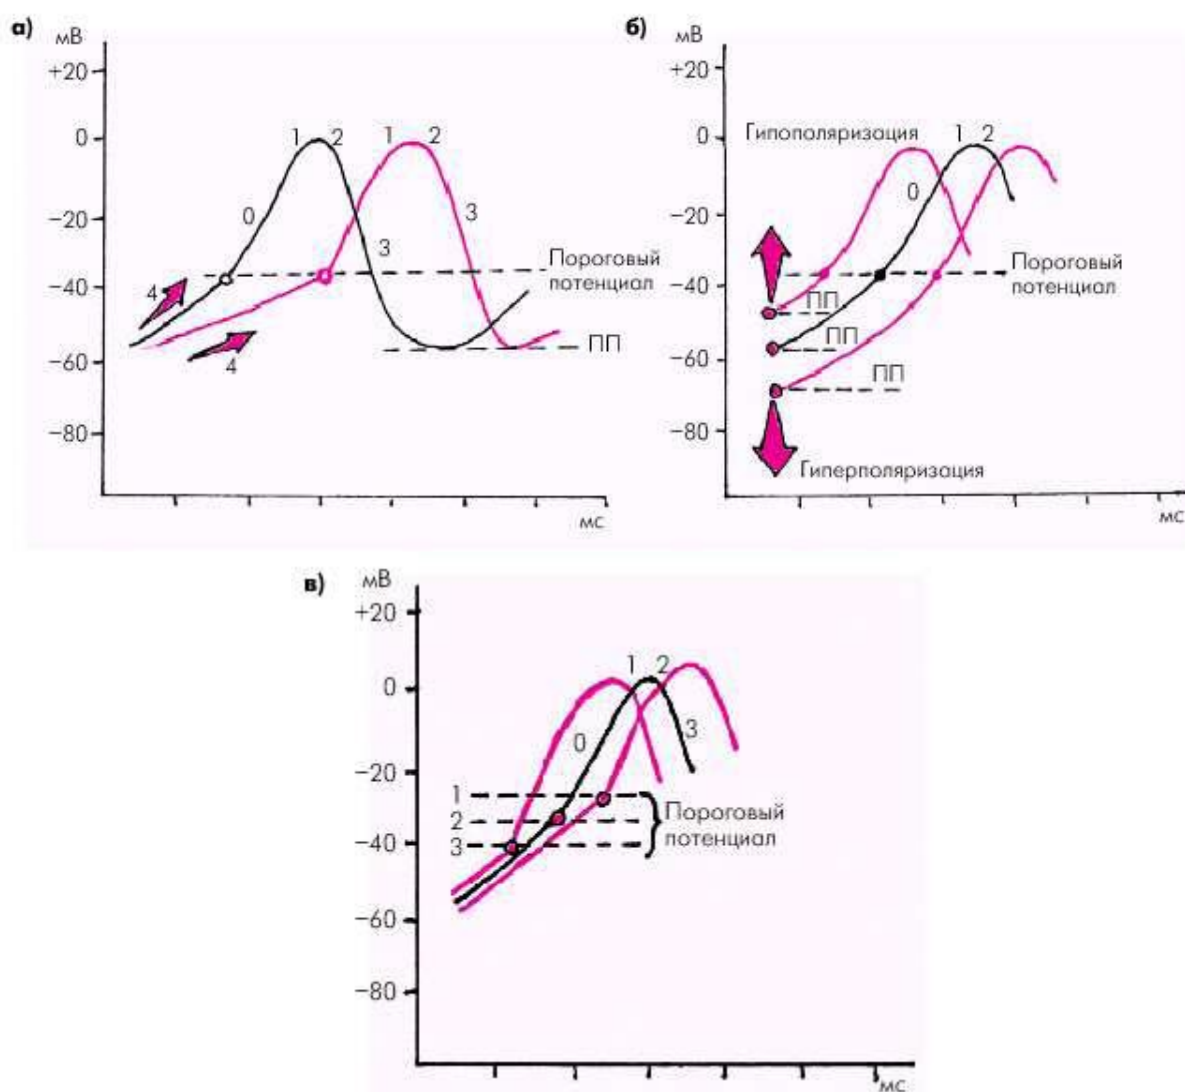 а)
мВ
+20
0
−20
−40
−60
−80
1 2
1 2
0
3
3
4
4
Пороговый
потенциал
ПП
мс
б)
мВ
+20
0
−20
−40
−60
−80
Гипополяризация
1 2
0
Пороговый
потенциал
ПП
ПП
ПП
Гиперполяризация
мс
в)
мВ
+20
0
−20
−40
−60
−80
1 2
0
3
1
2
3
Пороговый
потенциал
мс